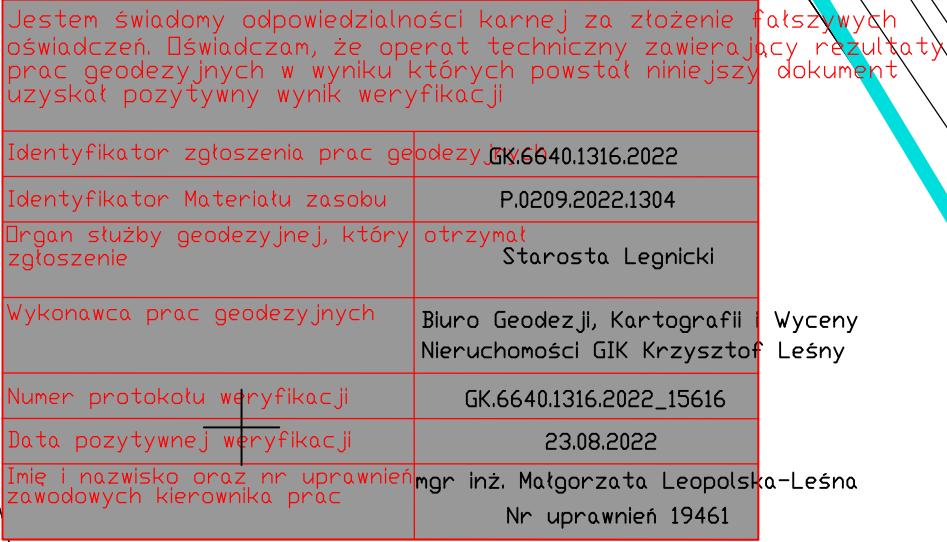 Jestem świadomy odpowiedzialności karnej za złożenie fałszywych
oświadczeń. Oświadczam, że operat techniczny zawierający rezultaty
prac geodezyjnych w wyniku których powstał niniejszy dokument
uzyskał pozytywny wynik weryfikacji
Identyfikator zgłoszenia prac geodezyjnych GK.6640.1316.2022
Identyfikator Materiału zasobu P.0209.2022.1304
Organ służby geodezyjnej, który otrzymał
zgłoszenie Starosta Legnicki
Wykonawca prac geodezyjnych Biuro Geodezji, Kartografii i Wyceny
Nieruchomości GIK Krzysztof Leśny
Numer protokołu weryfikacji GK.6640.1316.2022_15616
Data pozytywnej weryfikacji 23.08.2022
Imię i nazwisko oraz nr uprawnień mgr inż. Małgorzata Leopolska-Leśna
zawodowych kierownika prac
Nr uprawnień 19461